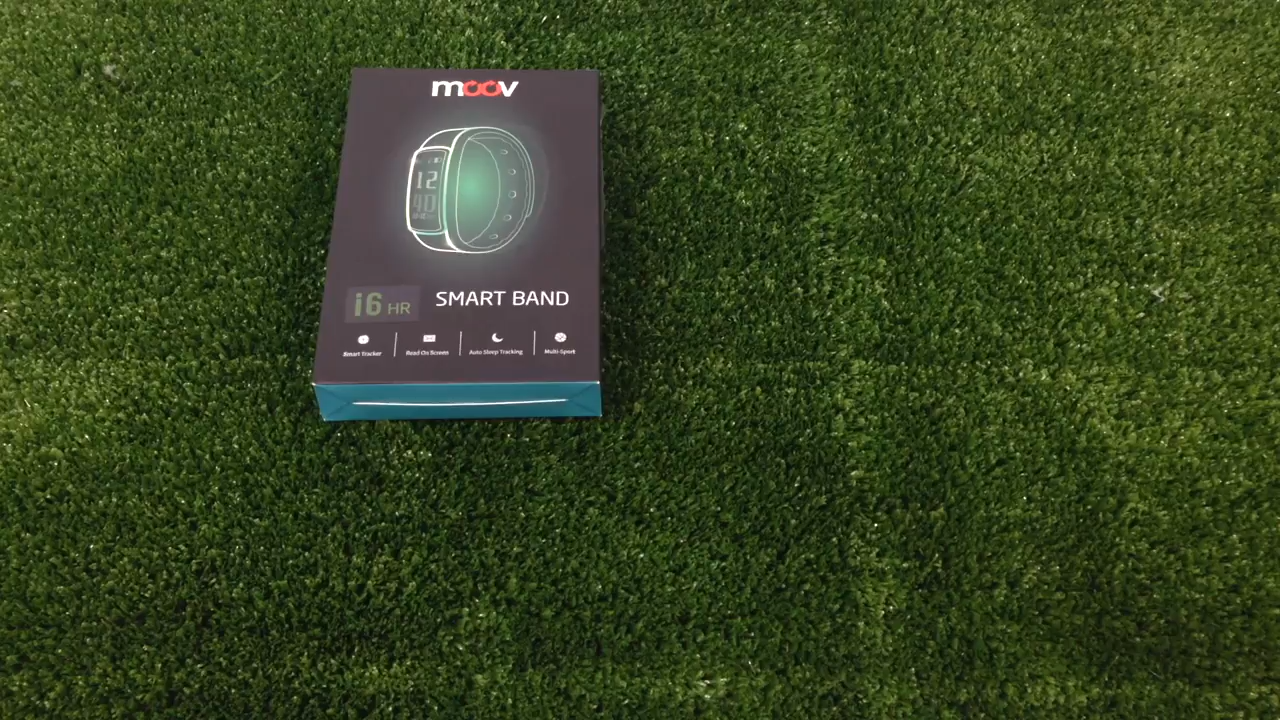 moov
12
40
i6 HR SMART BAND
Smart Tracker
Read On Screen
Auto Sleep Tracking
Multi-Sport